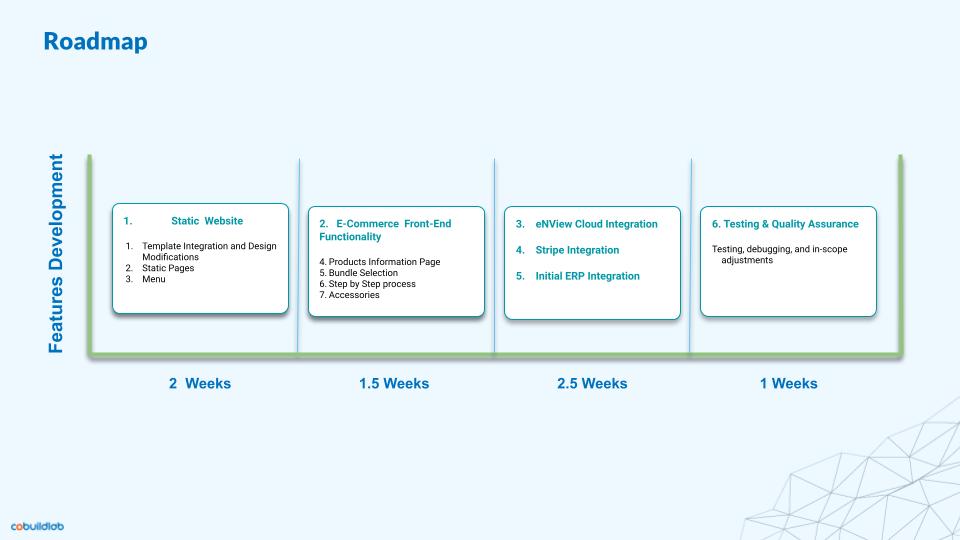 Roadmap
Features Development
1. Static Website
1. Template Integration and Design
Modifications
2. Static Pages
3. Menu
2. E-Commerce Front-End
Functionality
4. Products Information Page
5. Bundle Selection
6. Step by Step process
7. Accessories
3. eNView Cloud Integration
4. Stripe Integration
5. Initial ERP Integration
6. Testing & Quality Assurance
Testing, debugging, and in-scope
adjustments
2 Weeks
1.5 Weeks
2.5 Weeks
1 Weeks
cobuildlab